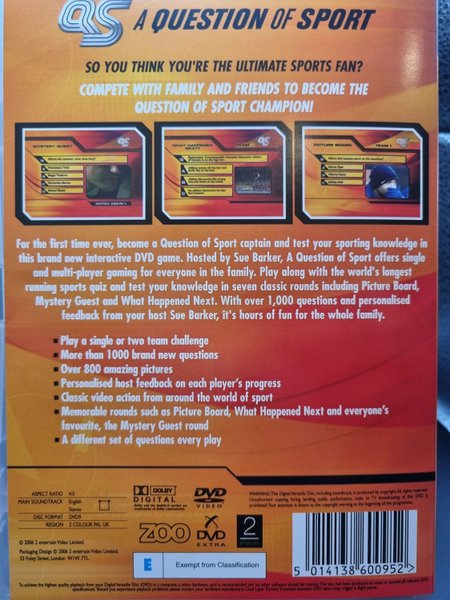 QS A QUESTION OF SPORT
SO YOU THINK YOU'RE THE ULTIMATE SPORTS FAN?
COMPETE WITH FAMILY AND FRIENDS TO BECOME THE
QUESTION OF SPORT CHAMPION!
MYSTERY GUEST
WHAT HAPPENED
NEXT?
TEAM
PICTURE BOARD
TEAM 1
WATCH AGAIN
For the first time ever, become a Question of Sport captain and test your sporting knowledge in
this brand new interactive DVD game. Hosted by Sue Barker, A Question of Sport offers single
and multi-player gaming for everyone in the family. Play along with the world's longest
running sports quiz and test your knowledge in seven classic rounds including Picture Board,
Mystery Guest and What Happened Next. With over 1,000 questions and personalised
feedback from your host Sue Barker, it's hours of fun for the whole family.
Play a single or two team challenge
More than 1000 brand new questions
Over 800 amazing pictures
Personalised host feedback on each player's progress
Classic video action from around the world of sport
Memorable rounds such as Picture Board, What Happened Next and everyone's
favourite, the Mystery Guest round
A different set of questions every play
ASPECT RATIO 4:3
MAIN SOUNDTRACK English
Stereo
DISC FORMAT DVD9
REGION 2 COLOUR PAL UK
DOLBY
DIGITAL
DVD
VIDEO
ZOO
DVD
EXTRA
2
© 2006 2 entertain Video Limited.
Packaging Design © 2006 2 entertain Video Limited.
33 Foley Street, London W1W 7TL.
E Exempt from Classification
5 014138 600952 >